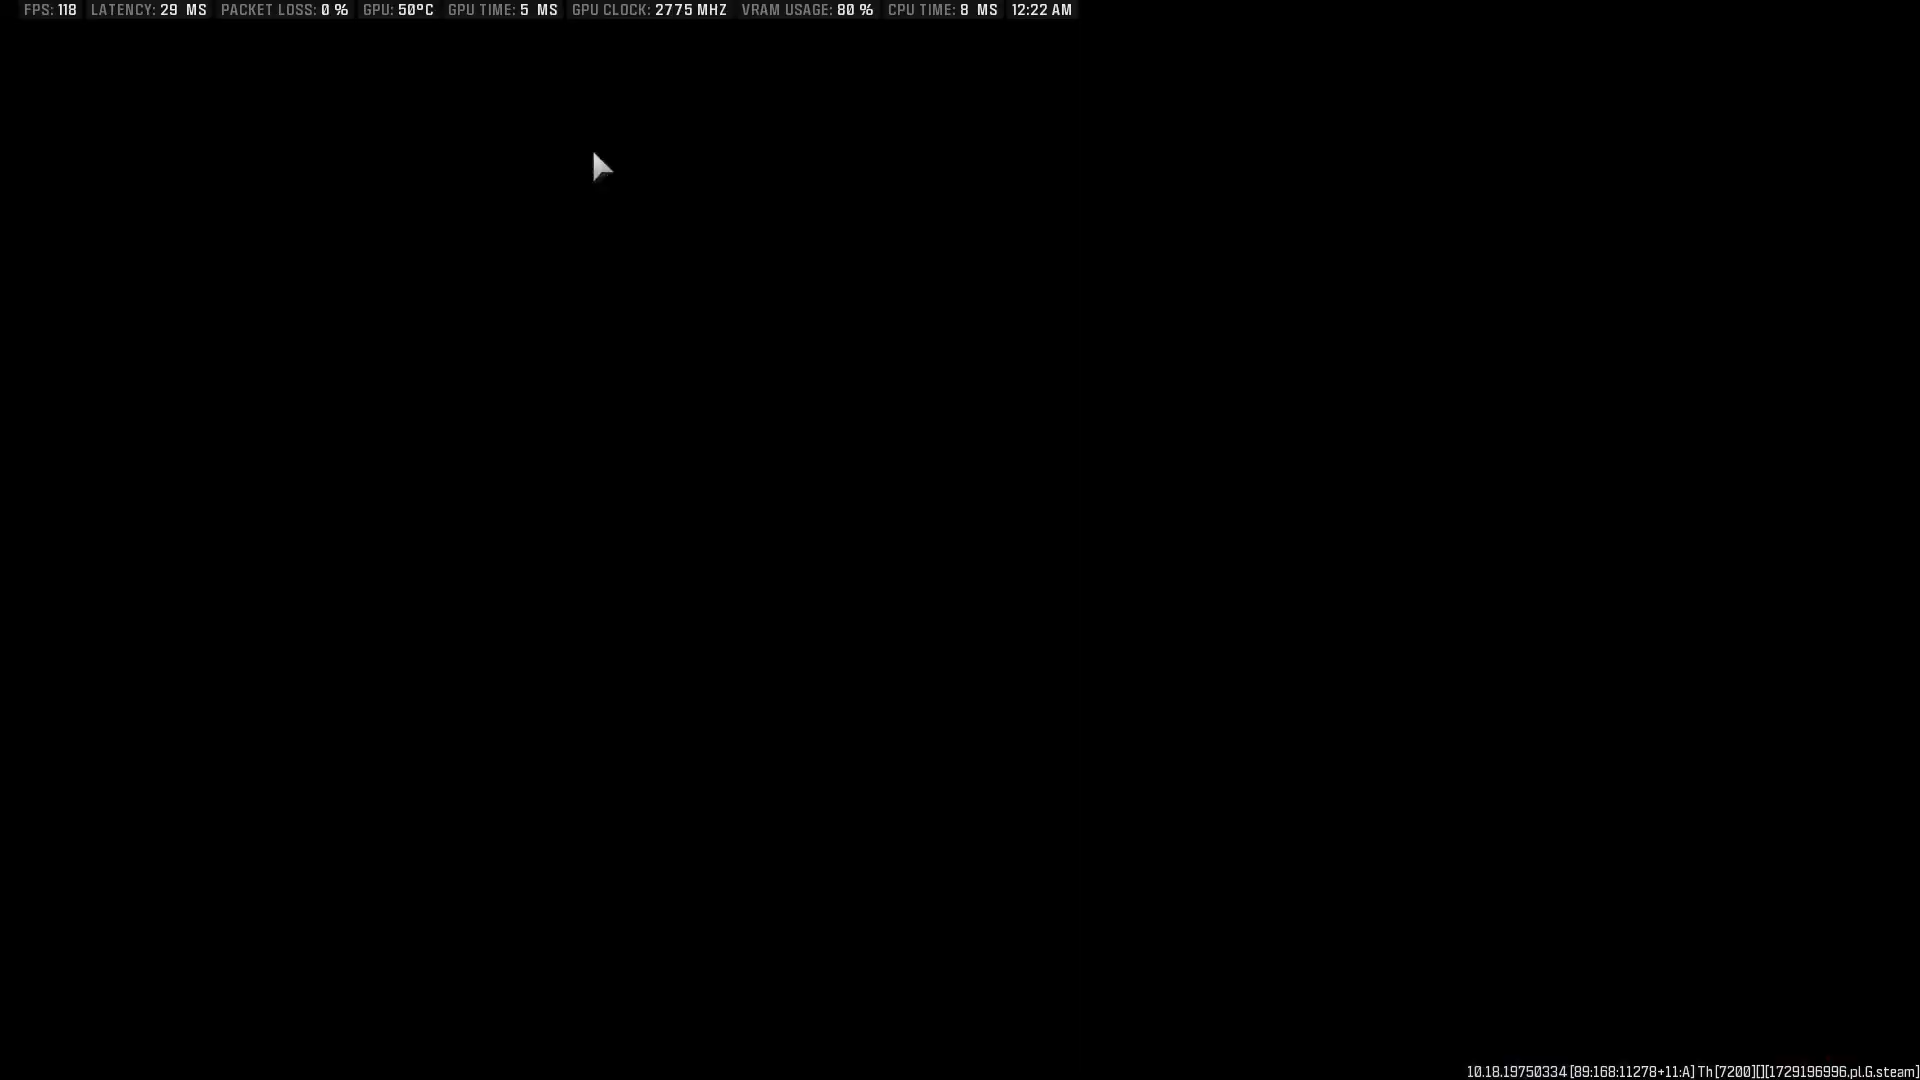 FPS: 118 LATENCY: 29 MS PACKET LOSS: 0 % GPU: 50ºC GPU TIME: 5 MS GPU CLOCK: 2775 MHZ VRAM USAGE: 80 % CPU TIME: 8 MS 12:22 AM
10.18.19750334 [89:168:11278+11:A] Th [7200][][1729196996.pl.G.steam]